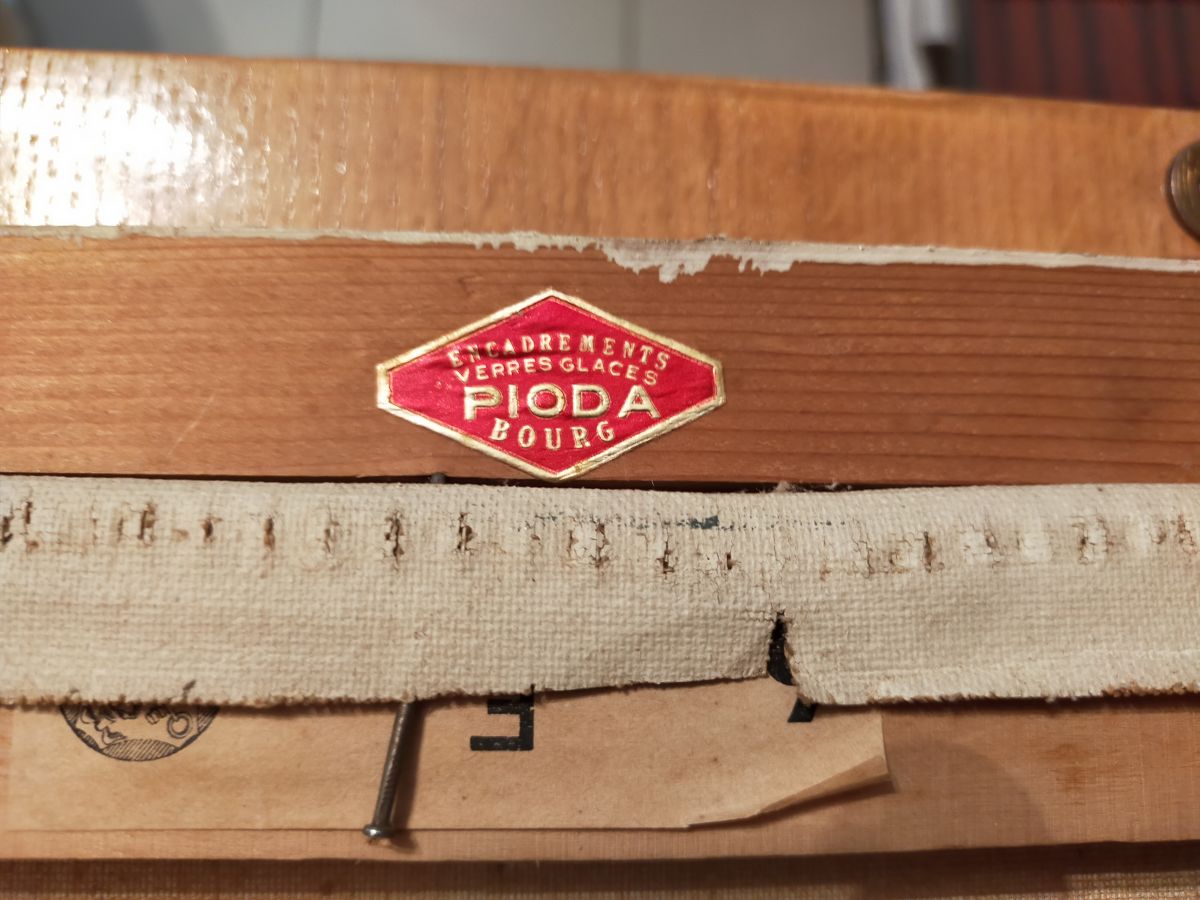 ENCADREMENTS
VERRES GLACES
PIODA
BOURG